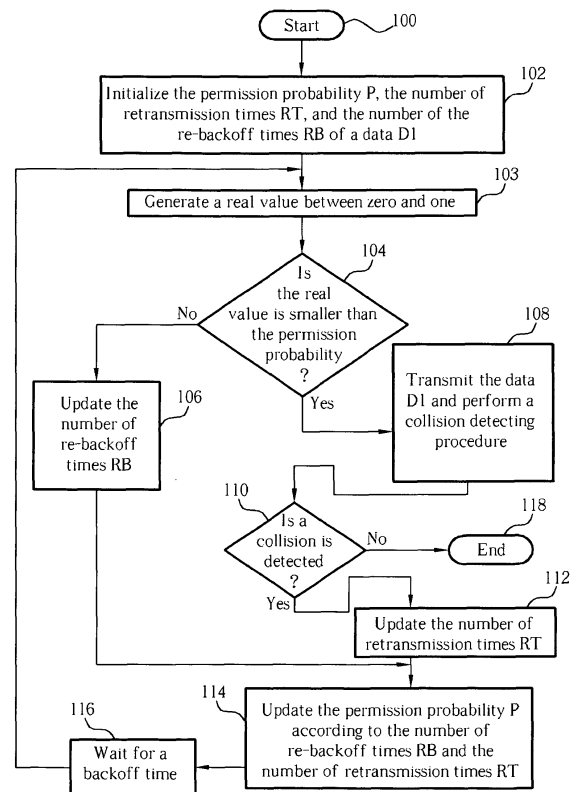 Start
100
102
Initialize the permission probability P, the number of
retransmission times RT, and the number of the
re-backoff times RB of a data D1
103
Generate a real value between zero and one
104
Is
the real
value is smaller than
the permission
probability
?
No
Yes
108
Transmit the data
D1 and perform a
collision detecting
procedure
106
Update the
number of
re-backoff
times RB
110
Is a
collision is
detected
?
No
Yes
118
End
112
Update the number of
retransmission times RT
114
Update the permission probability P
according to the number of
re-backoff times RB and the
number of retransmission times RT
116
Wait for a
backoff time